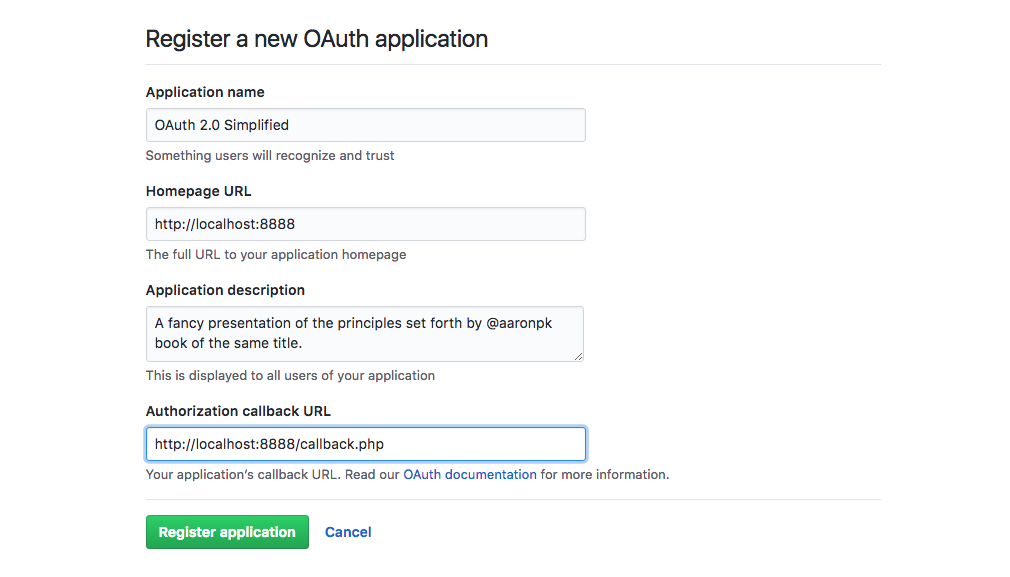 Register a new OAuth application
Application name
OAuth 2.0 Simplified
Something users will recognize and trust
Homepage URL
http://localhost:8888
The full URL to your application homepage
Application description
A fancy presentation of the principles set forth by @aaronpk
book of the same title.
This is displayed to all users of your application
Authorization callback URL
http://localhost:8888/callback.php
Your application's callback URL. Read our OAuth documentation for more information.
Register application Cancel